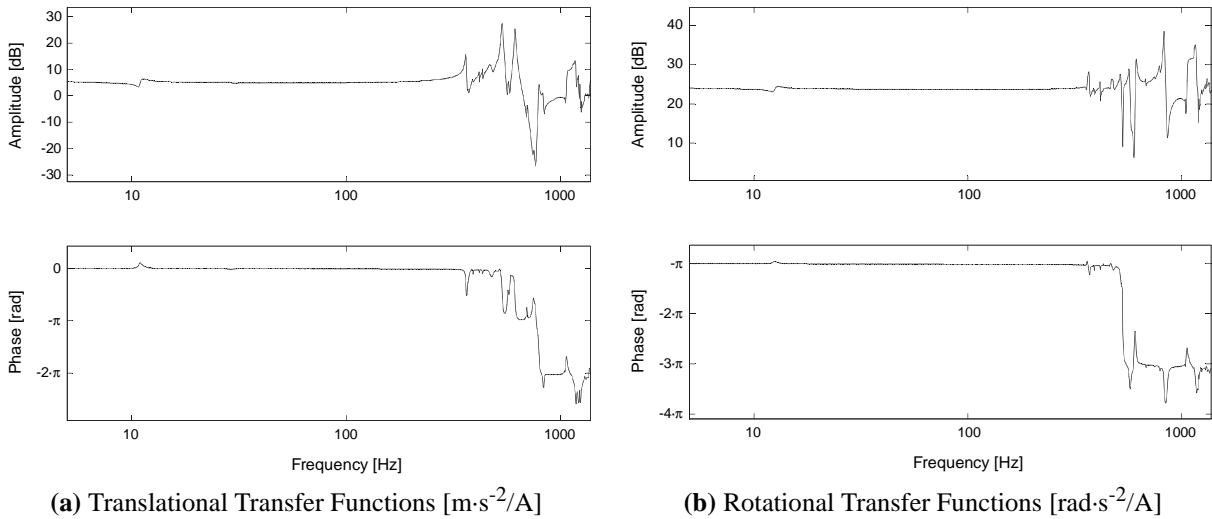 30
20
10
0
-10
-20
-30
Amplitude [dB]
10
100
1000
0
-π
-2·π
Phase [rad]
10
100
1000
Frequency [Hz]
(a) Translational Transfer Functions [m·s-2/A]
40
30
20
10
Amplitude [dB]
10
100
1000
-π
-2·π
-3·π
-4·π
Phase [rad]
10
100
1000
Frequency [Hz]
(b) Rotational Transfer Functions [rad·s-2/A]